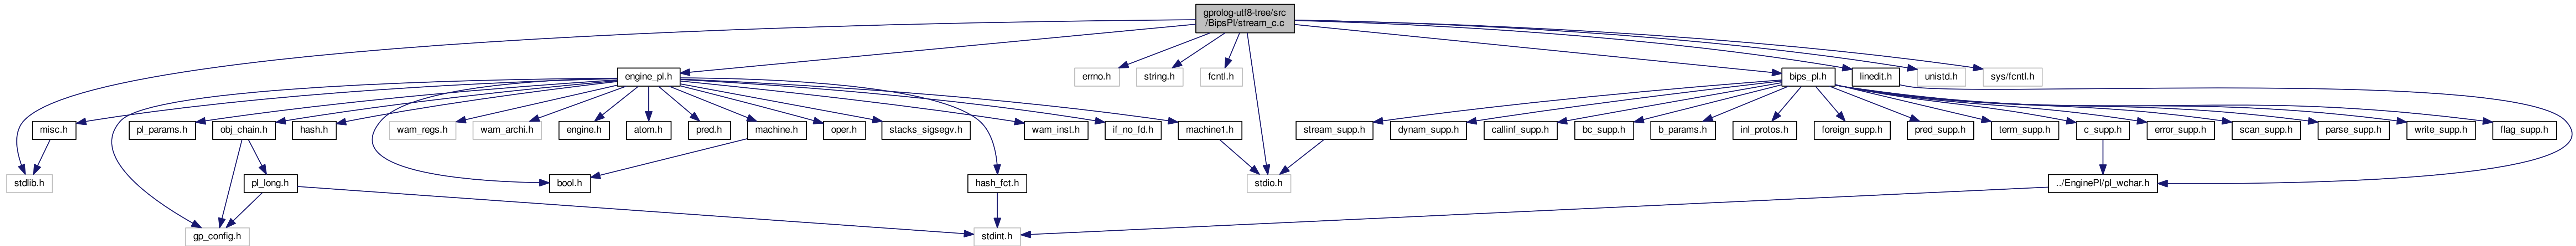 gprolog-utf8-tree/src
/BipsPl/stream_c.c
engine_pl.h
errno.h
string.h
fcntl.h
bips_pl.h
linedit.h
unistd.h
sys/fcntl.h
misc.h
pl_params.h
obj_chain.h
hash.h
wam_regs.h
wam_archi.h
engine.h
atom.h
pred.h
machine.h
oper.h
stacks_sigsegv.h
wam_inst.h
if_no_fd.h
machine1.h
stream_supp.h
dynam_supp.h
callinf_supp.h
bc_supp.h
b_params.h
inl_protos.h
foreign_supp.h
pred_supp.h
term_supp.h
c_supp.h
error_supp.h
scan_supp.h
parse_supp.h
write_supp.h
flag_supp.h
stdlib.h
pl_long.h
bool.h
hash_fct.h
stdio.h
../EnginePl/pl_wchar.h
gp_config.h
stdint.h